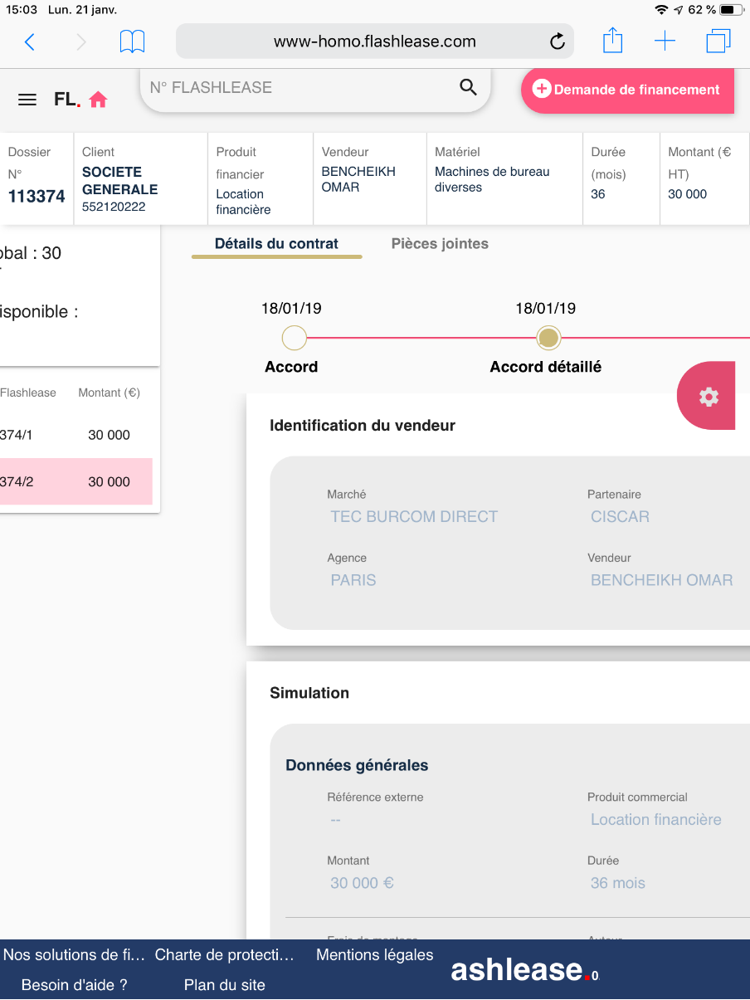 15:03 Lun. 21 janv.
62 %
www-homo.flashlease.com
FL.
N° FLASHLEASE
Demande de financement
Dossier N°
113374
Client
SOCIETE GENERALE
552120222
Produit financier
Location financière
Vendeur
BENCHEIKH OMAR
Matériel
Machines de bureau diverses
Durée (mois)
36
Montant (€ HT)
30 000
obal : 30
isponible :
Flashlease Montant (€)
374/1 30 000
374/2 30 000
Détails du contrat Pièces jointes
18/01/19 18/01/19
Accord Accord détaillé
Identification du vendeur
Marché Partenaire
TEC BURCOM DIRECT CISCAR
Agence Vendeur
PARIS BENCHEIKH OMAR
Simulation
Données générales
Référence externe Produit commercial
-- Location financière
Montant Durée
30 000 € 36 mois
Nos solutions de fi... Charte de protecti... Mentions légales
Besoin d'aide ? Plan du site
ashlease.0